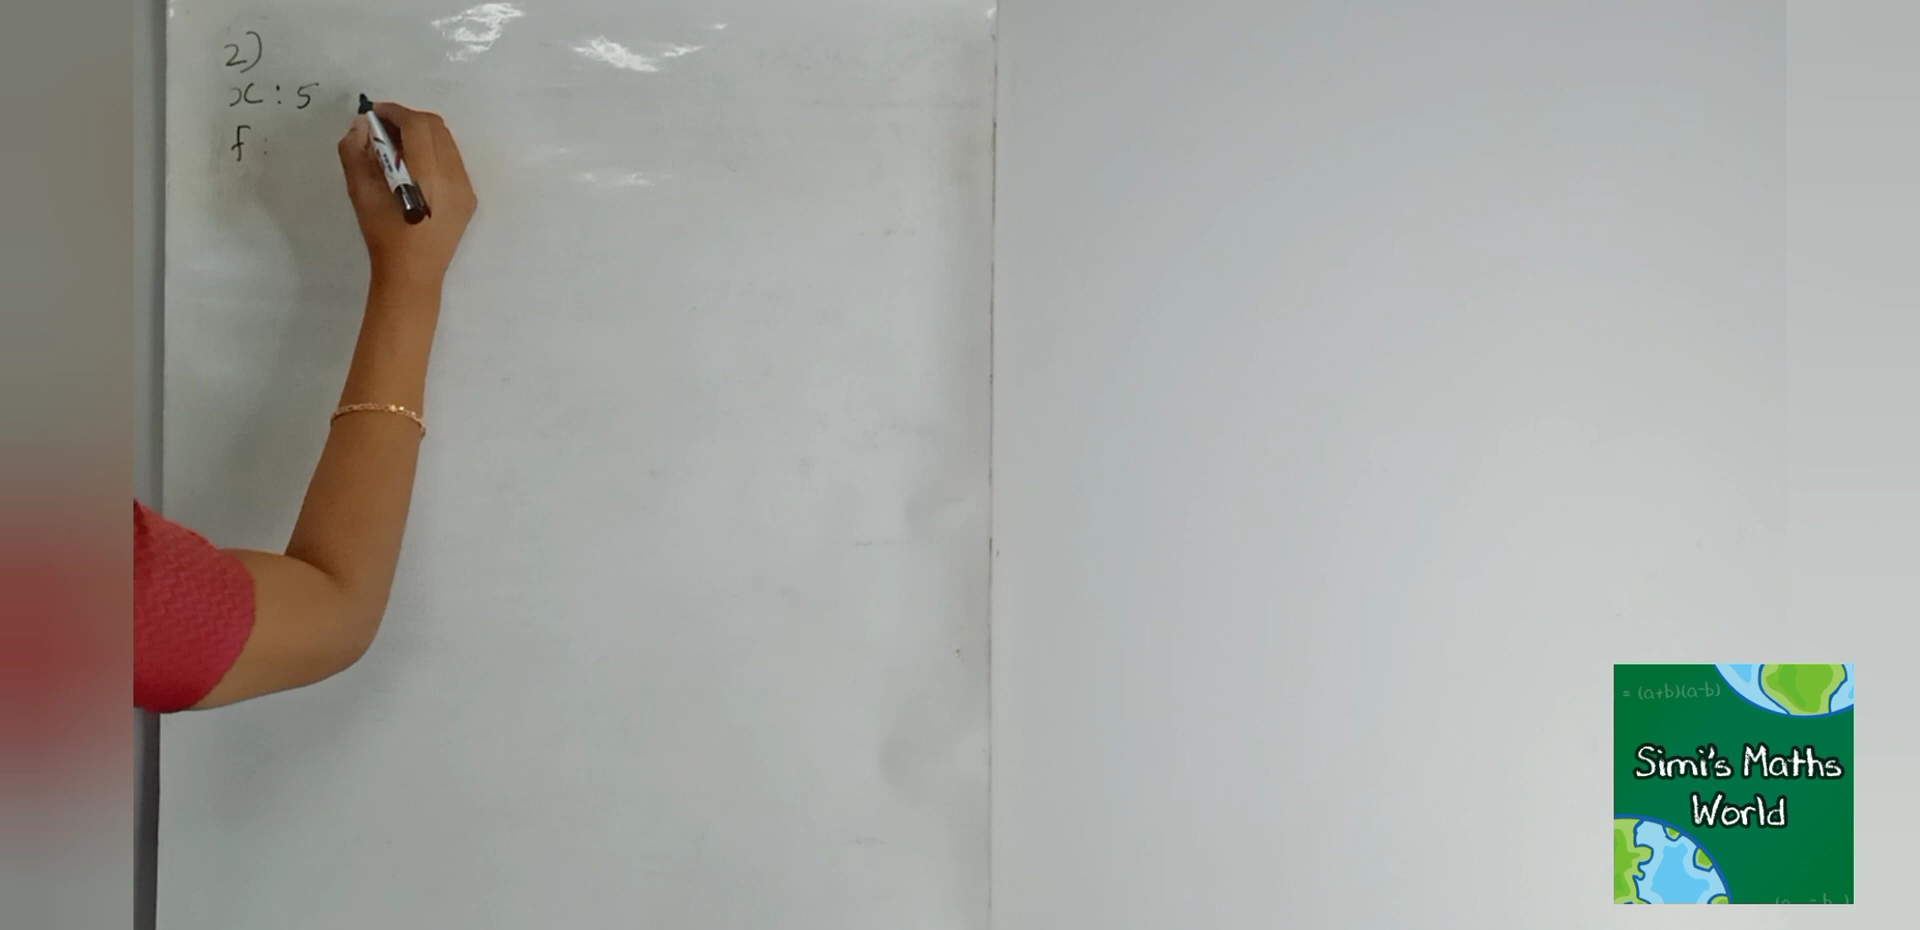 2)
x : 5
f :
= (a+b)(a-b)
Simi's Maths
World